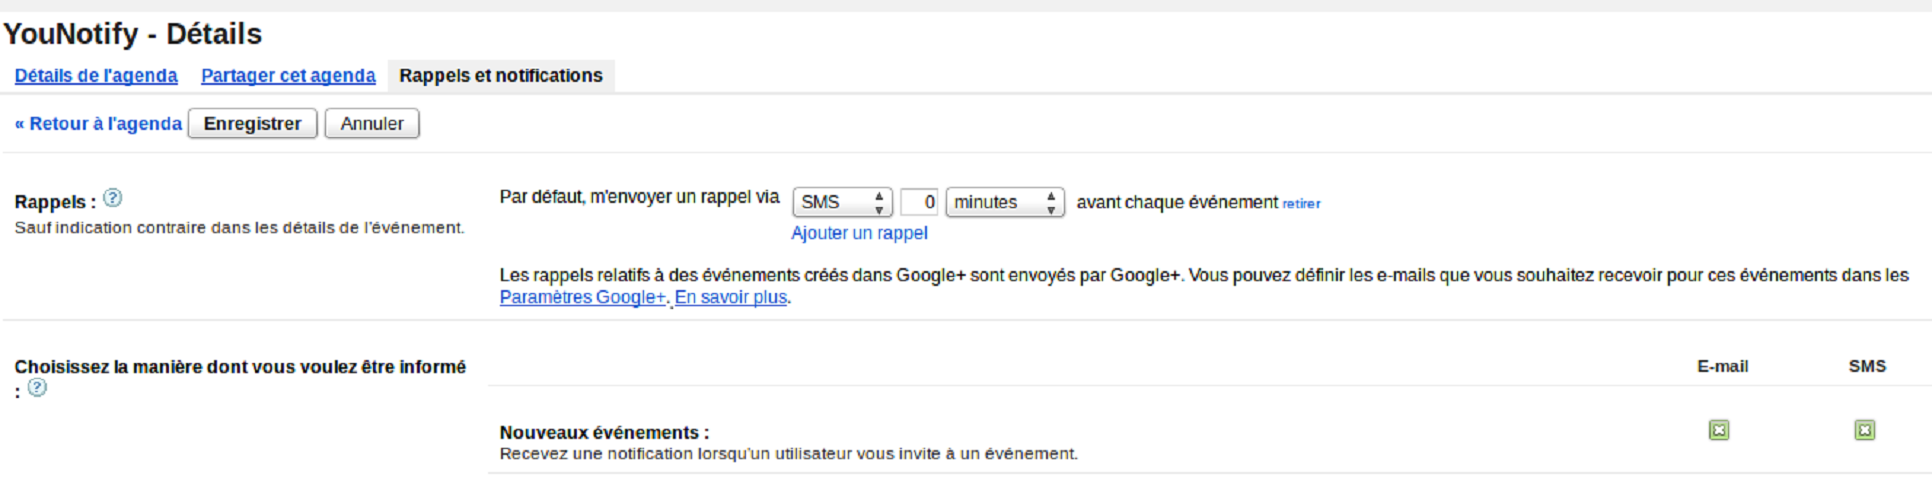 YouNotify - Détails
Détails de l'agenda Partager cet agenda Rappels et notifications
« Retour à l'agenda Enregistrer Annuler
Rappels : ?
Sauf indication contraire dans les détails de l'événement.
Par défaut, m'envoyer un rappel via SMS 0 minutes avant chaque événement retirer
Ajouter un rappel
Les rappels relatifs à des événements créés dans Google+ sont envoyés par Google+. Vous pouvez définir les e-mails que vous souhaitez recevoir pour ces événements dans les
Paramètres Google+. En savoir plus.
Choisissez la manière dont vous voulez être informé
: ?
E-mail SMS
Nouveaux événements :
Recevez une notification lorsqu'un utilisateur vous invite à un événement.